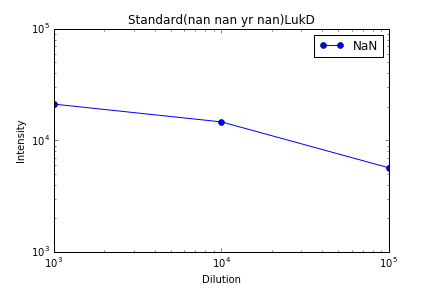 Standard(nan nan yr nan)LukD
NaN
10^5
10^4
10^3
Intensity
10^3 10^4 10^5
Dilution